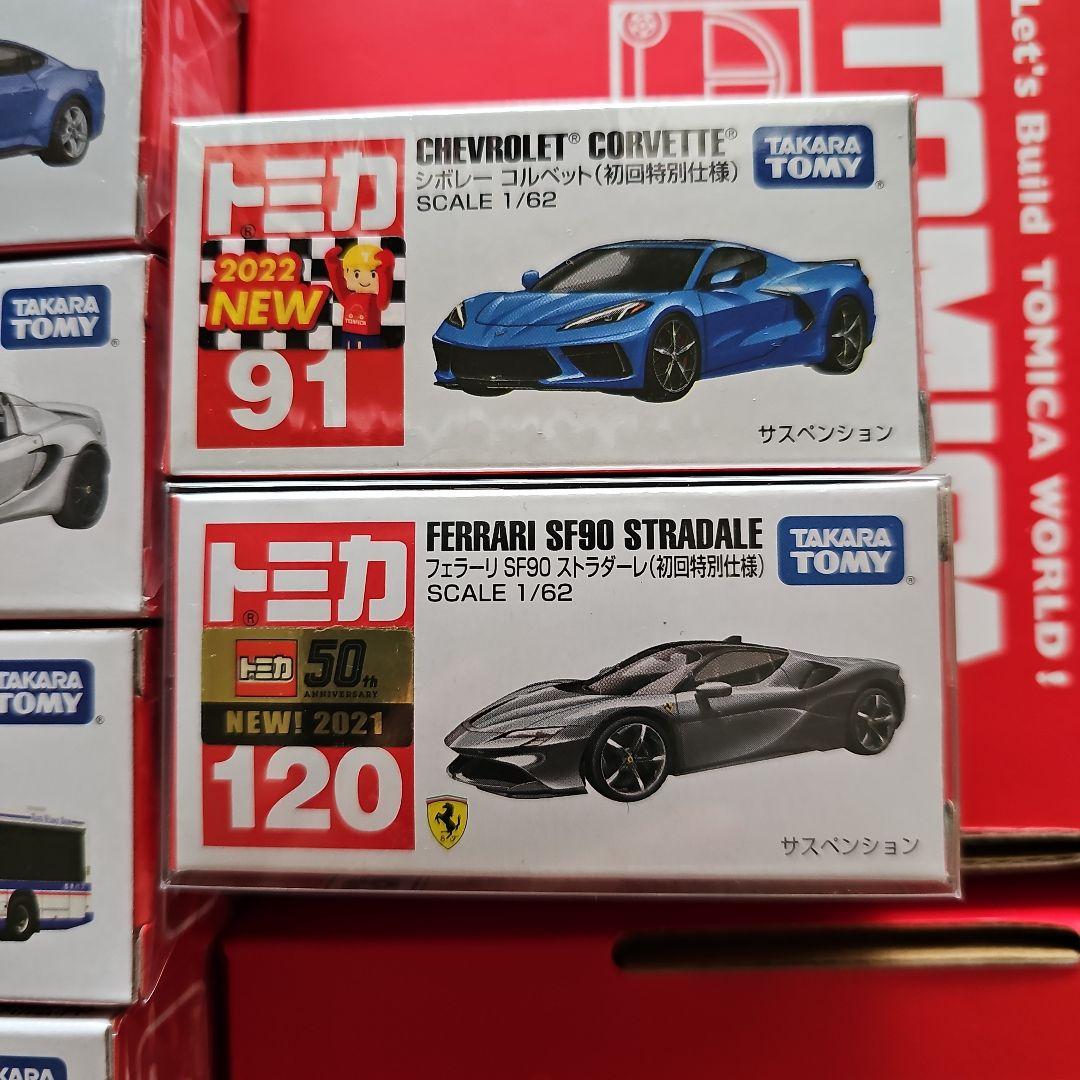 トミカ®
2022
NEW
TOMICA
91
CHEVROLET® CORVETTE®
シボレー コルベット(初回特別仕様)
SCALE 1/62
TAKARA
TOMY®
サスペンション
トミカ®
トミカ 50th
ANNIVERSARY
NEW! 2021
120
FERRARI SF90 STRADALE
フェラーリ SF90 ストラダーレ(初回特別仕様)
SCALE 1/62
TAKARA
TOMY®
サスペンション
TAKARA
TOMY®
TAKARA
TOMY®
TOMICA
Let's Build TOMICA WORLD!